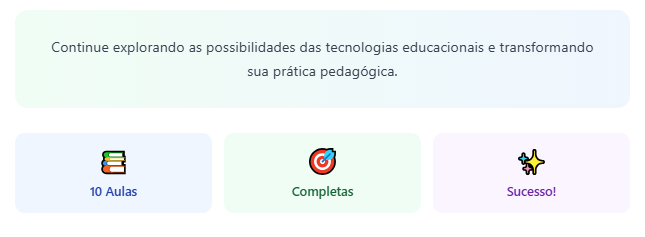 Continue explorando as possibilidades das tecnologias educacionais e transformando
sua prática pedagógica.
10 Aulas
Completas
Sucesso!